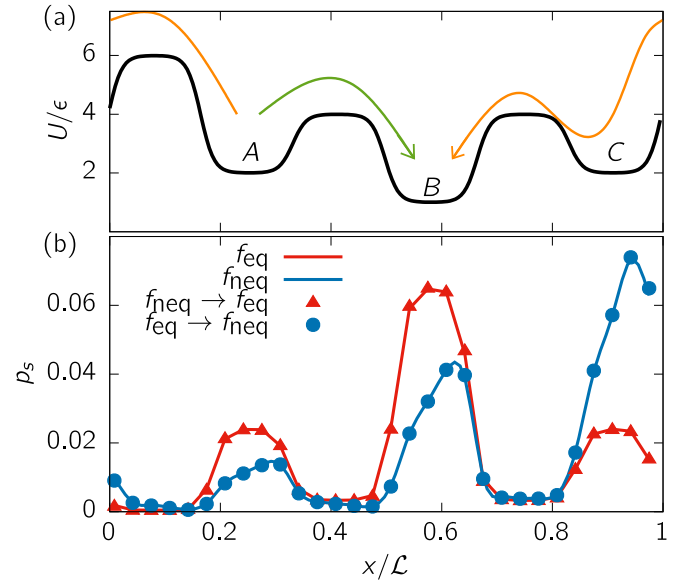 (a)
U/ϵ
6
4
2
A
B
C
(b)
p_s
0.06
0.04
0.02
0
f_eq
f_neq
f_neq → f_eq
f_eq → f_neq
0 0.2 0.4 0.6 0.8 1
x/ℒ